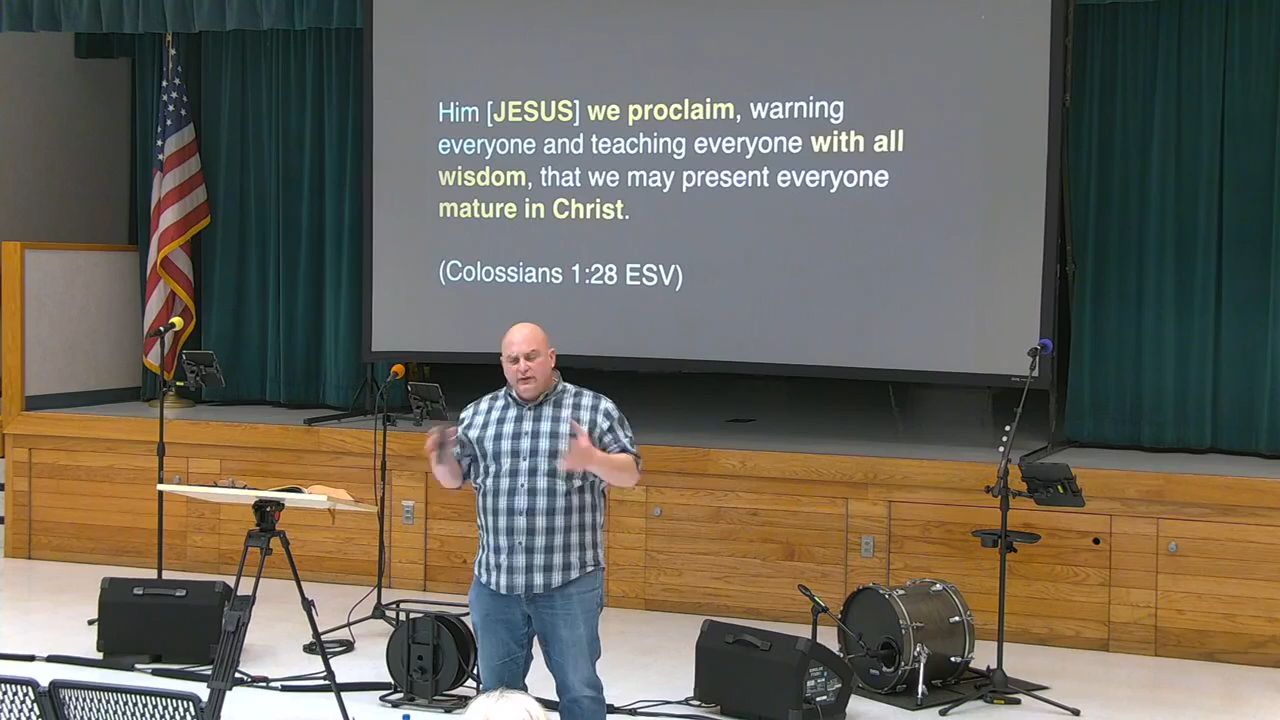 Him [JESUS] we proclaim, warning
everyone and teaching everyone with all
wisdom, that we may present everyone
mature in Christ.
(Colossians 1:28 ESV)